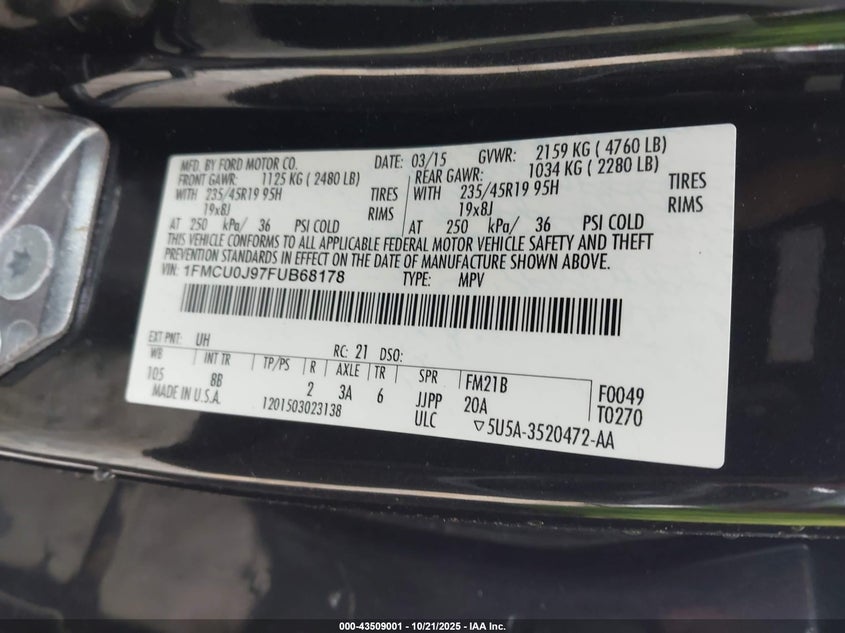 MFD. BY FORD MOTOR CO. DATE: 03/15 GVWR: 2159 KG ( 4760 LB)
FRONT GAWR: 1125 KG ( 2480 LB) REAR GAWR: 1034 KG ( 2280 LB)
WITH 235/45R19 95H TIRES WITH 235/45R19 95H TIRES
19x8J RIMS 19x8J RIMS
AT 250 kPa/ 36 PSI COLD AT 250 kPa/ 36 PSI COLD
THIS VEHICLE CONFORMS TO ALL APPLICABLE FEDERAL MOTOR VEHICLE SAFETY AND THEFT
PREVENTION STANDARDS IN EFFECT ON THE DATE OF MANUFACTURE SHOWN ABOVE.
VIN: 1FMCU0J97FUB68178 TYPE: MPV
EXT PNT: UH RC: 21 DSO:
WB INT TR TP/PS R AXLE TR SPR FM21B F0049
105 8B 2 3A 6 JJPP 20A T0270
MADE IN U.S.A. 1201503023138 ULC ▽5U5A-3520472-AA
000-43509001 - 10/21/2025 - IAA Inc.